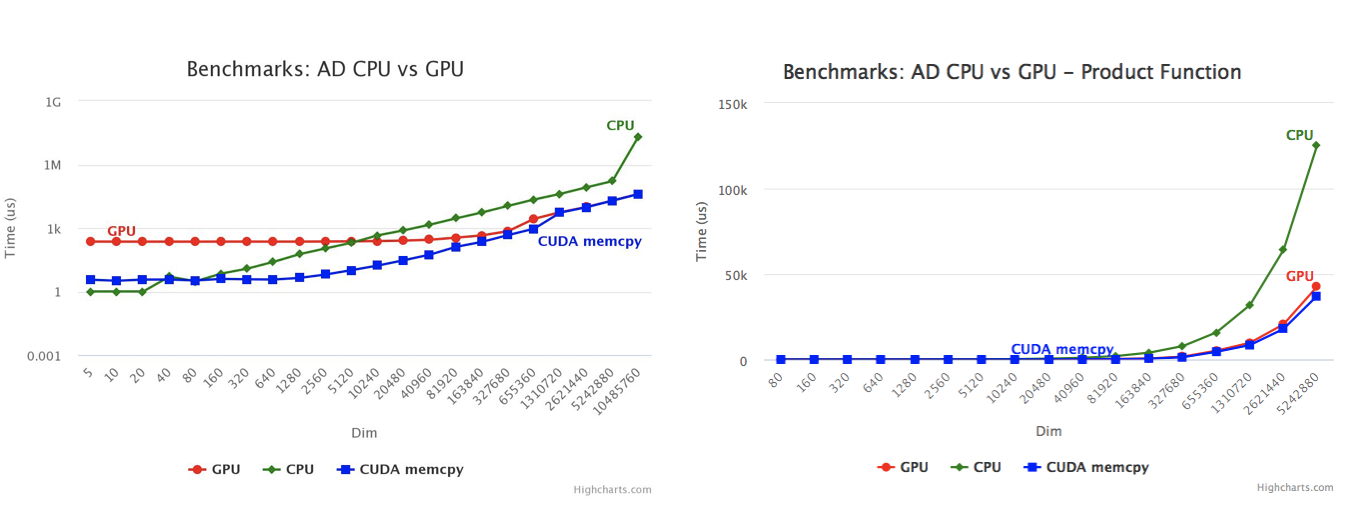 Benchmarks: AD CPU vs GPU
1G
1M
1k
1
0.001
Time (us)
GPU
CPU
CUDA memcpy
5
10
20
40
80
160
320
640
1280
2560
5120
10240
20480
40960
81920
163840
327680
655360
1310720
2621440
5242880
10485760
Dim
GPU CPU CUDA memcpy
Highcharts.com
Benchmarks: AD CPU vs GPU – Product Function
150k
100k
50k
0
Time (us)
CPU
GPU
CUDA memcpy
80
160
320
640
1280
2560
5120
10240
20480
40960
81920
163840
327680
655360
1310720
2621440
5242880
Dim
GPU CPU CUDA memcpy
Highcharts.com